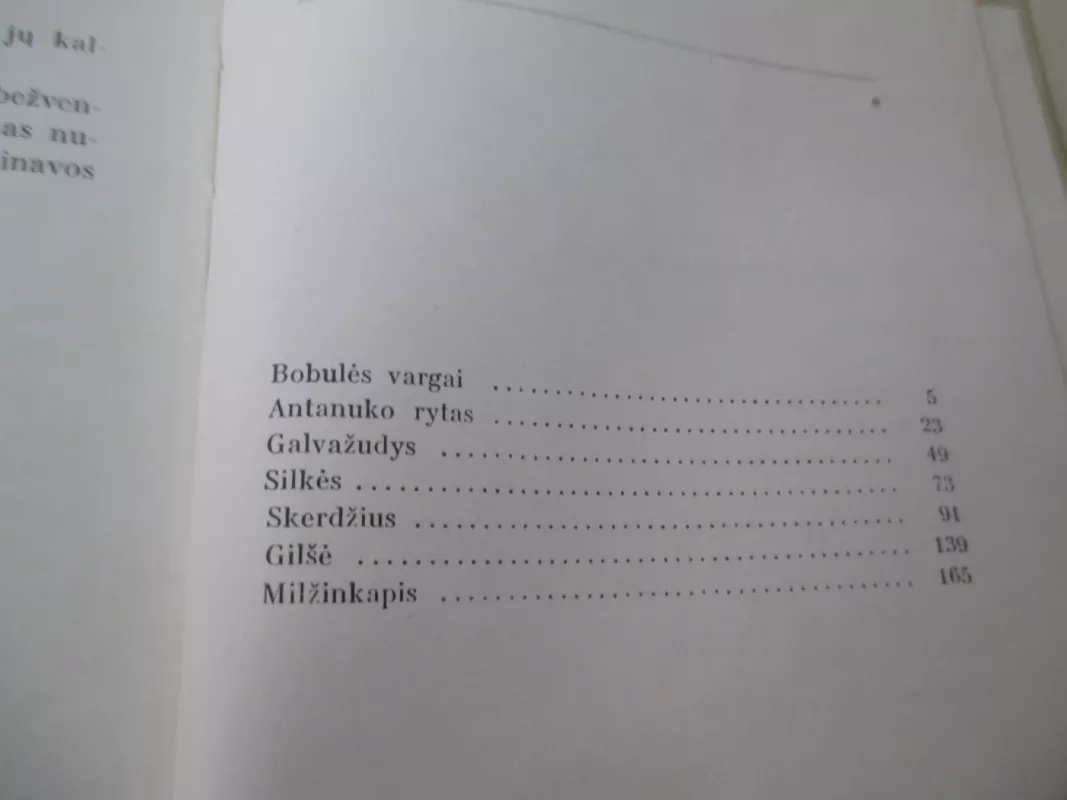 jų kal-
bežven-
as nu-
inavos
Bobulės vargai ................................. 5
Antanuko rytas ................................. 23
Galvažudys ..................................... 49
Silkės ............................................. 73
Skerdžius ......................................... 91
Gilšė .............................................. 139
Milžinkapis ....................................... 165